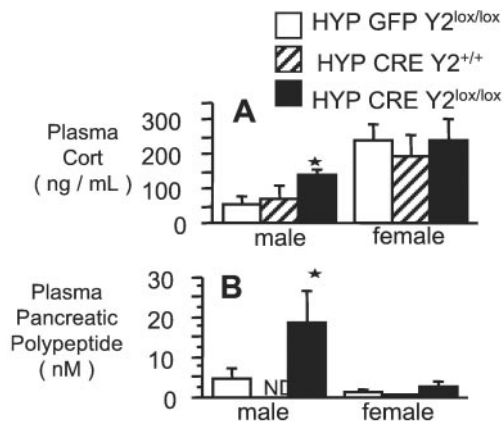 HYP GFP Y2lox/lox
HYP CRE Y2+/+
HYP CRE Y2lox/lox
A
Plasma
Cort
( ng / mL)
300
200
100
0
★
male
female
B
Plasma
Pancreatic
Polypeptide
( nM )
30
20
10
0
★
ND
male
female